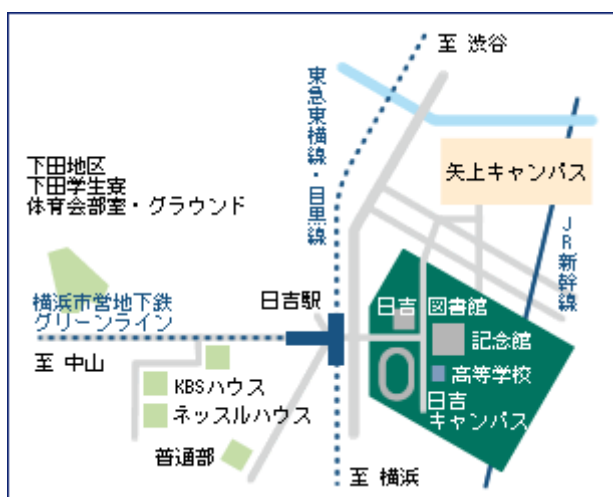 至 渋谷
東急東横線・目黒線
下田地区
下田学生寮
体育会部室・グラウンド
矢上キャンパス
JR新幹線
横浜市営地下鉄
グリーンライン
日吉駅
日吉 図書館
記念館
至 中山
高等学校
KBSハウス
日吉
キャンパス
ネッスルハウス
普通部
至 横浜